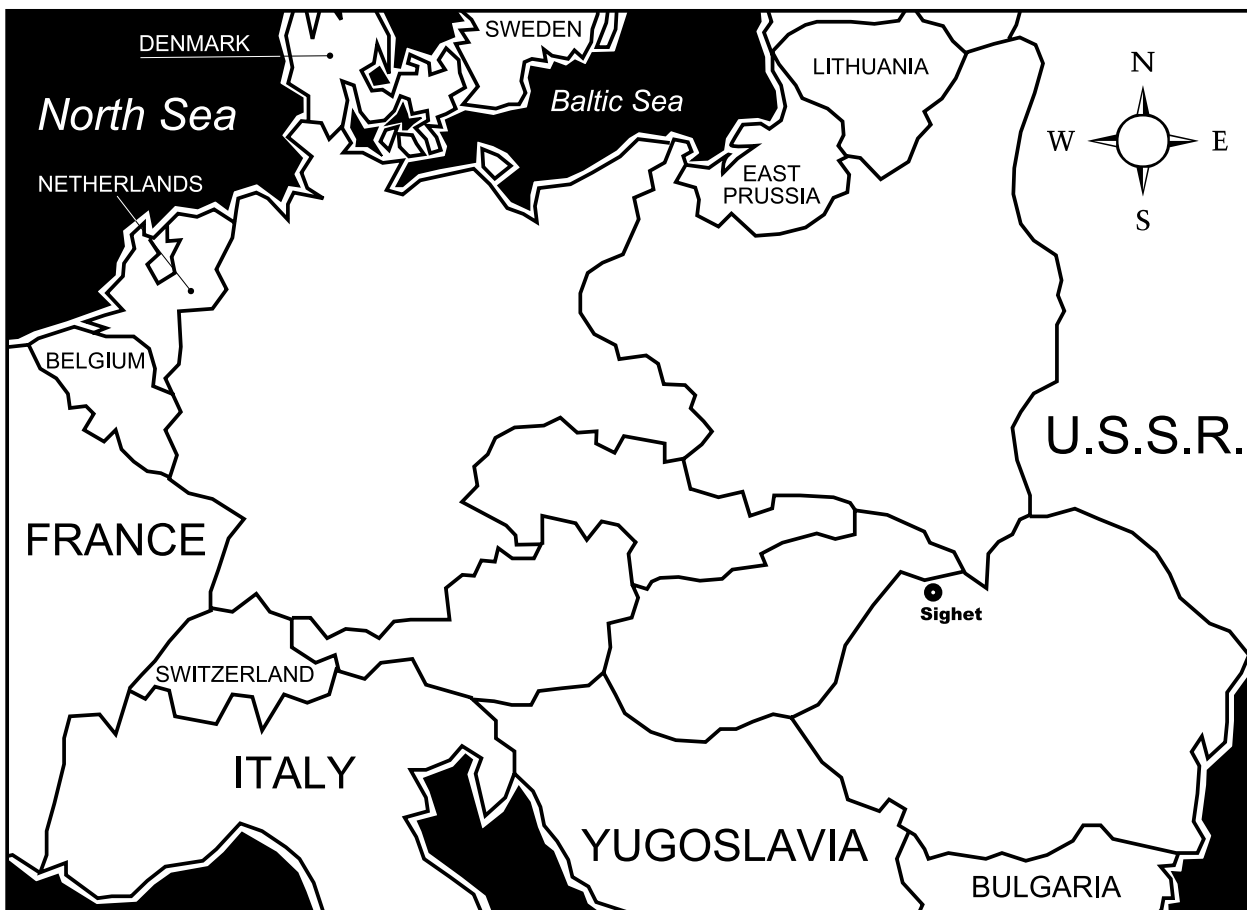 DENMARK
SWEDEN
LITHUANIA
North Sea
Baltic Sea
N
W
E
S
NETHERLANDS
EAST
PRUSSIA
BELGIUM
U.S.S.R.
FRANCE
Sighet
SWITZERLAND
ITALY
YUGOSLAVIA
BULGARIA